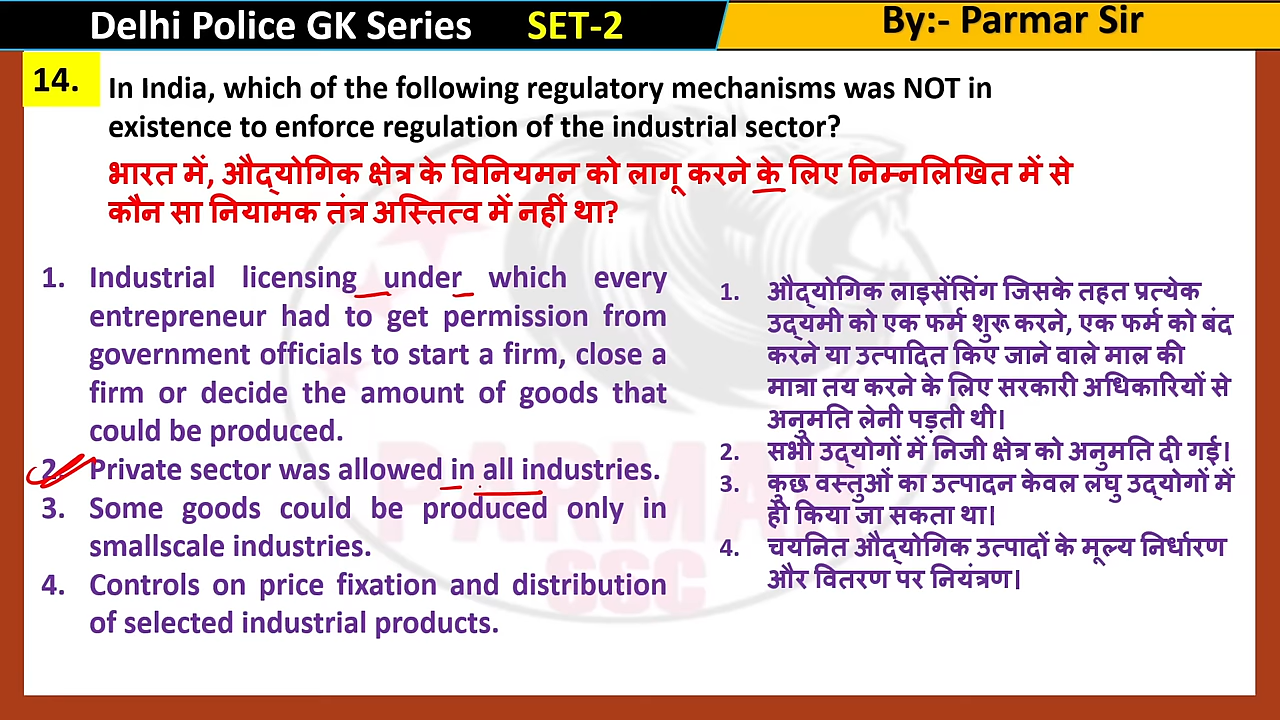 Delhi Police GK Series SET-2 By:- Parmar Sir
14. In India, which of the following regulatory mechanisms was NOT in
existence to enforce regulation of the industrial sector?
भारत में, औद्योगिक क्षेत्र के विनियमन को लागू करने के लिए निम्नलिखित में से
कौन सा नियामक तंत्र अस्तित्व में नहीं था?
1. Industrial licensing under which every
entrepreneur had to get permission from
government officials to start a firm, close a
firm or decide the amount of goods that
could be produced.
2. Private sector was allowed in all industries.
3. Some goods could be produced only in
smallscale industries.
4. Controls on price fixation and distribution
of selected industrial products.
1. औद्योगिक लाइसेंसिंग जिसके तहत प्रत्येक
उद्यमी को एक फर्म शुरू करने, एक फर्म को बंद
करने या उत्पादित किए जाने वाले माल की
मात्रा तय करने के लिए सरकारी अधिकारियों से
अनुमति लेनी पड़ती थी।
2. सभी उद्योगों में निजी क्षेत्र को अनुमति दी गई।
3. कुछ वस्तुओं का उत्पादन केवल लघु उद्योगों में
ही किया जा सकता था।
4. चयनित औद्योगिक उत्पादों के मूल्य निर्धारण
और वितरण पर नियंत्रण।
PARMAR
SSC